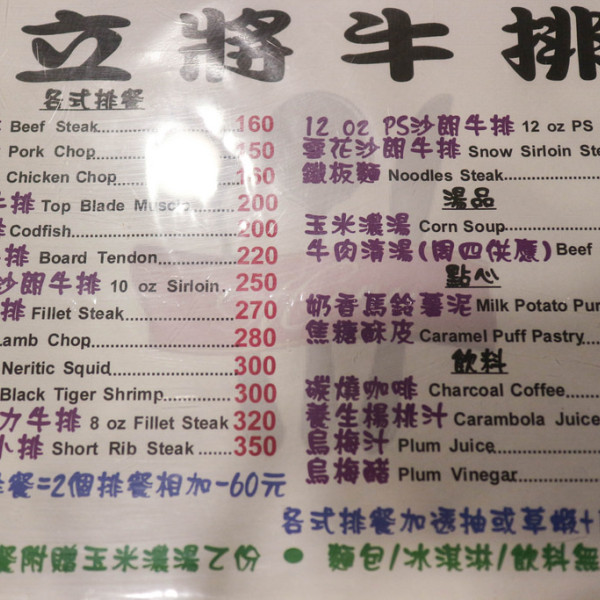 立將牛排
各式排餐
Beef Steak 160
Pork Chop 150
Chicken Chop 160
牛排 Top Blade Muscle 200
Codfish 200
排 Board Tendon 220
沙朗牛排 10 oz Sirloin 250
排 Fillet Steak 270
Lamb Chop 280
Neritic Squid 300
Black Tiger Shrimp 300
力牛排 8 oz Fillet Steak 320
小排 Short Rib Steak 350
排餐=2個排餐相加-60元
12 oz PS沙朗牛排 12 oz PS
雪花沙朗牛排 Snow Sirloin Ste
鐵板麵 Noodles Steak
湯品
玉米濃湯 Corn Soup
牛肉清湯(周四供應) Beef
點心
奶香馬鈴薯泥 Milk Potato Pur
焦糖酥皮 Caramel Puff Pastry
飲料
碳燒咖啡 Charcoal Coffee
養生楊桃汁 Carambola Juice
烏梅汁 Plum Juice
烏梅醋 Plum Vinegar
各式排餐加透抽或草蝦+
餐附贈玉米濃湯乙份 ● 麵包/冰淇淋/飲料無